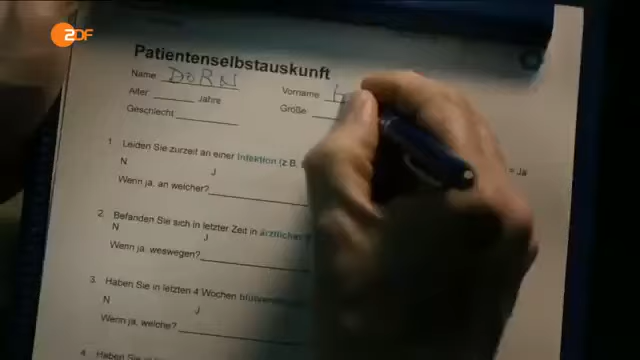 ZDF
Patientenselbstauskunft
Name DORN
Vorname
Alter: Jahre
Größe:
Geschlecht:
1. Leiden Sie zurzeit an einer Infektion (z.B.
= Ja
N J
Wenn ja, an welcher?
2. Befanden Sie sich in letzter Zeit in ärztlicher
N J
Wenn ja, weswegen?
3. Haben Sie in letzten 4 Wochen
N J
Wenn ja, welche?
4. Haben Sie